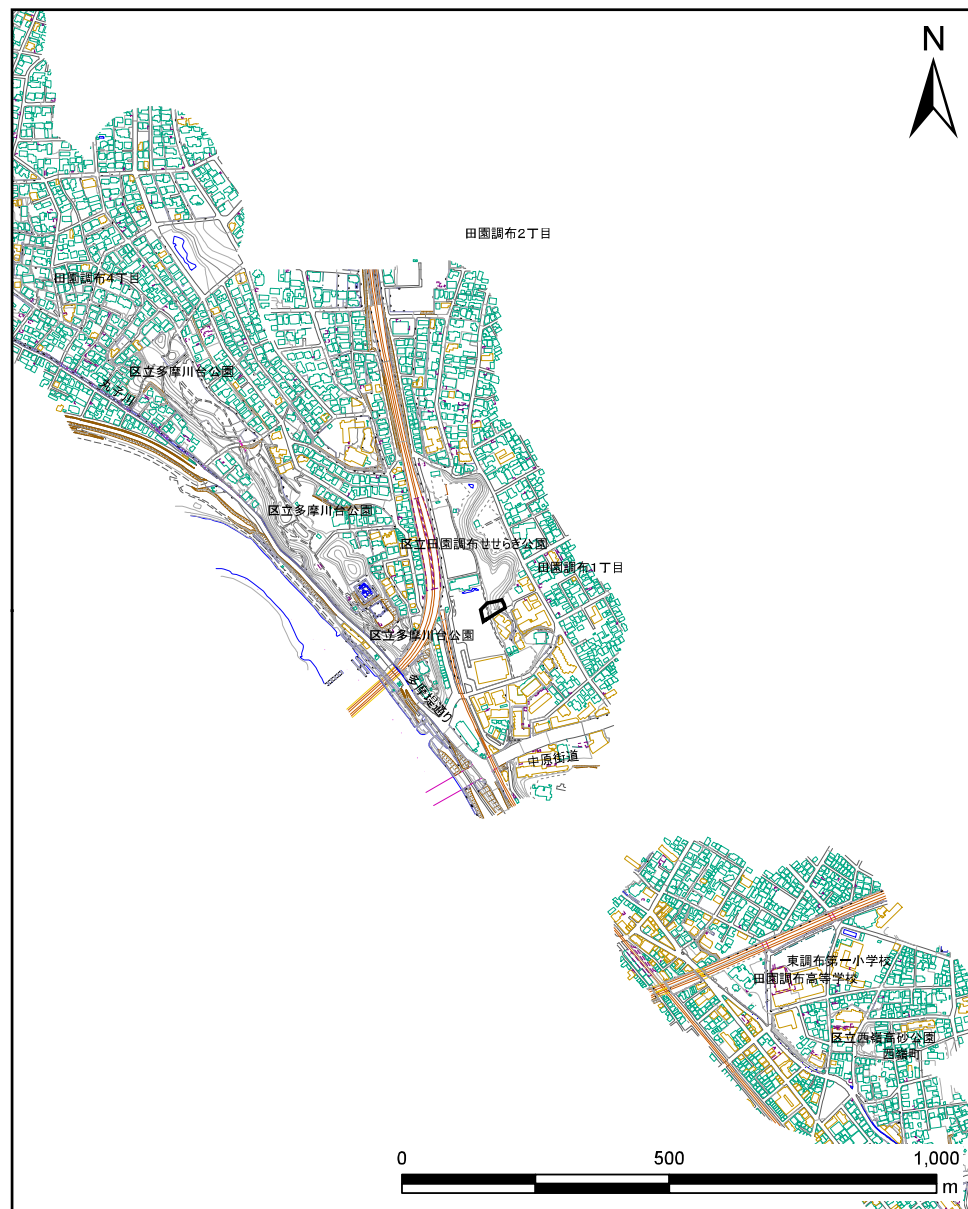 N
田園調布2丁目
田園調布4丁目
区立多摩川台公園
丸子川
区立多摩川台公園
区立田園調布せせらぎ公園
田園調布1丁目
区立多摩川台公園
多摩堤通り
中原街道
東調布第一小学校
田園調布高等学校
区立西嶺高砂公園
西嶺町
0 500 1,000
m